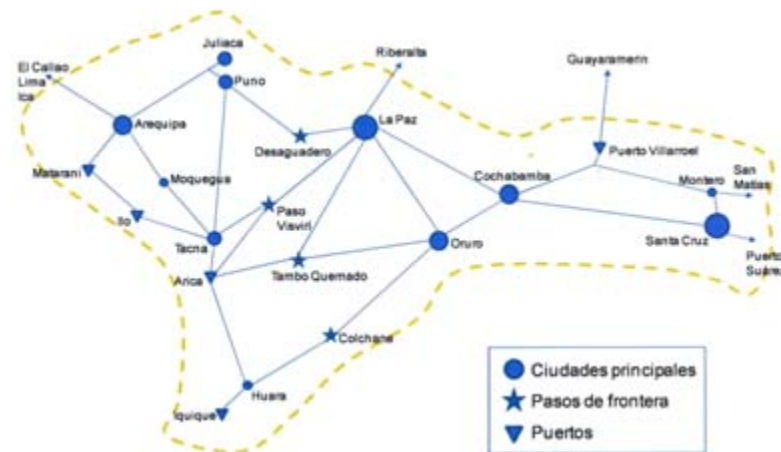 Juliaca
Puno
El Callao
Lima
Ica
Arequipa
Riberalta
La Paz
Desaguadero
Guayaramerin
Puerto Villarroel
Cochabamba
Montero
San
Matias
Santa Cruz
Puerto
Suárez
Matarani
Moquegua
Ilo
Tacna
Paso
Visviri
Oruro
Arica
Tambo Quemado
Colchane
Huara
Iquique
Ciudades principales
Pasos de frontera
Puertos